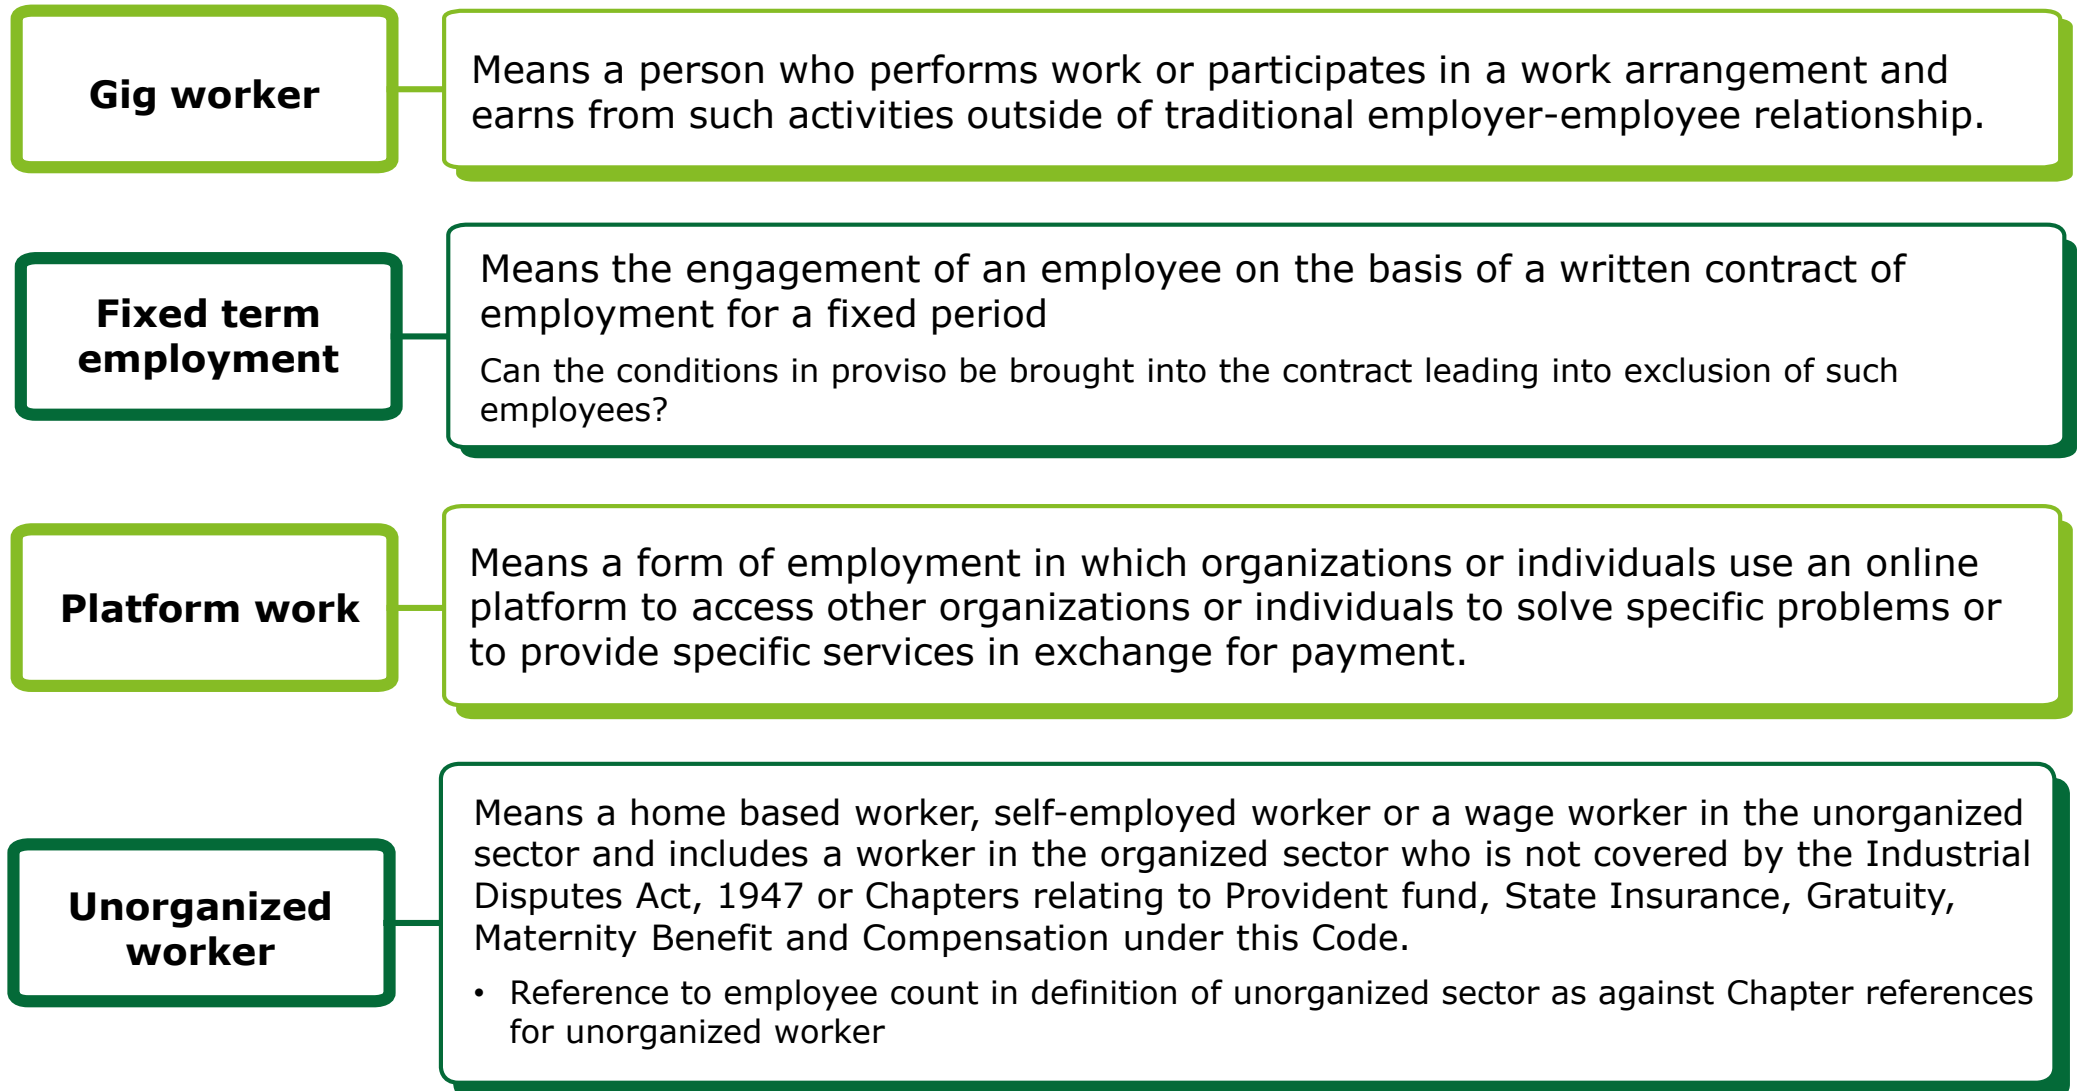 Gig worker
Means a person who performs work or participates in a work arrangement and
earns from such activities outside of traditional employer-employee relationship.
Fixed term
employment
Means the engagement of an employee on the basis of a written contract of
employment for a fixed period
Can the conditions in proviso be brought into the contract leading into exclusion of such
employees?
Platform work
Means a form of employment in which organizations or individuals use an online
platform to access other organizations or individuals to solve specific problems or
to provide specific services in exchange for payment.
Unorganized
worker
Means a home based worker, self-employed worker or a wage worker in the unorganized
sector and includes a worker in the organized sector who is not covered by the Industrial
Disputes Act, 1947 or Chapters relating to Provident fund, State Insurance, Gratuity,
Maternity Benefit and Compensation under this Code.
• Reference to employee count in definition of unorganized sector as against Chapter references
for unorganized worker